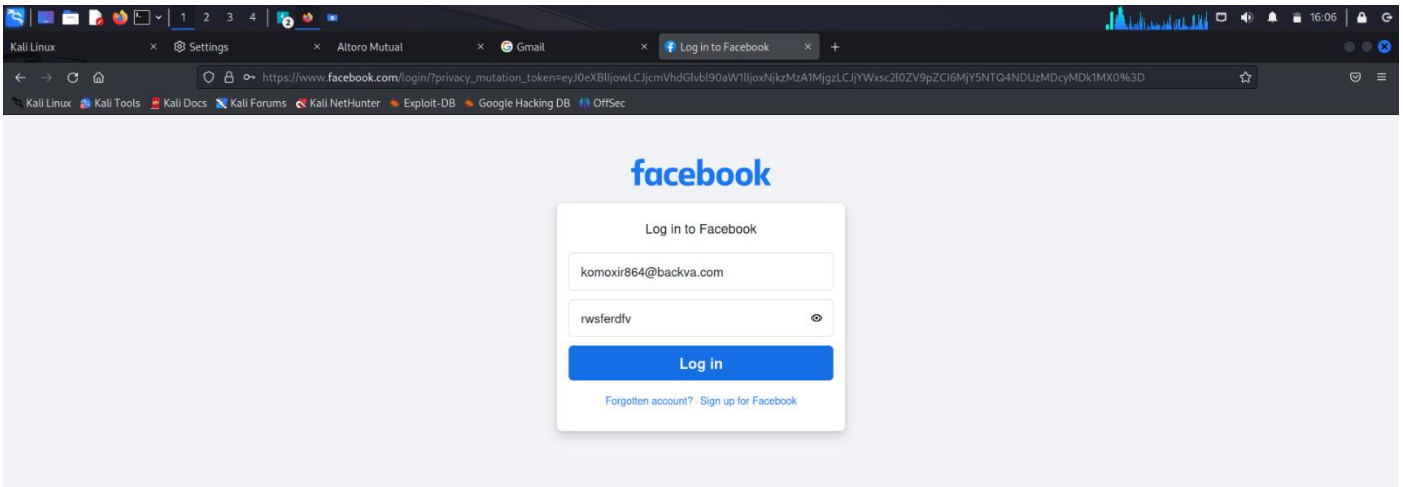 1 2 3 4 2 16:06
Kali Linux × Settings × Altoro Mutual × Gmail × Log in to Facebook × +
https://www.facebook.com/login/?privacy_mutation_token=
Kali Linux Kali Tools Kali Docs Kali Forums Kali NetHunter Exploit-DB Google Hacking DB OffSec
facebook
Log in to Facebook
komoxir864@backva.com
rwsferdfv
Log in
Forgotten account? · Sign up for Facebook